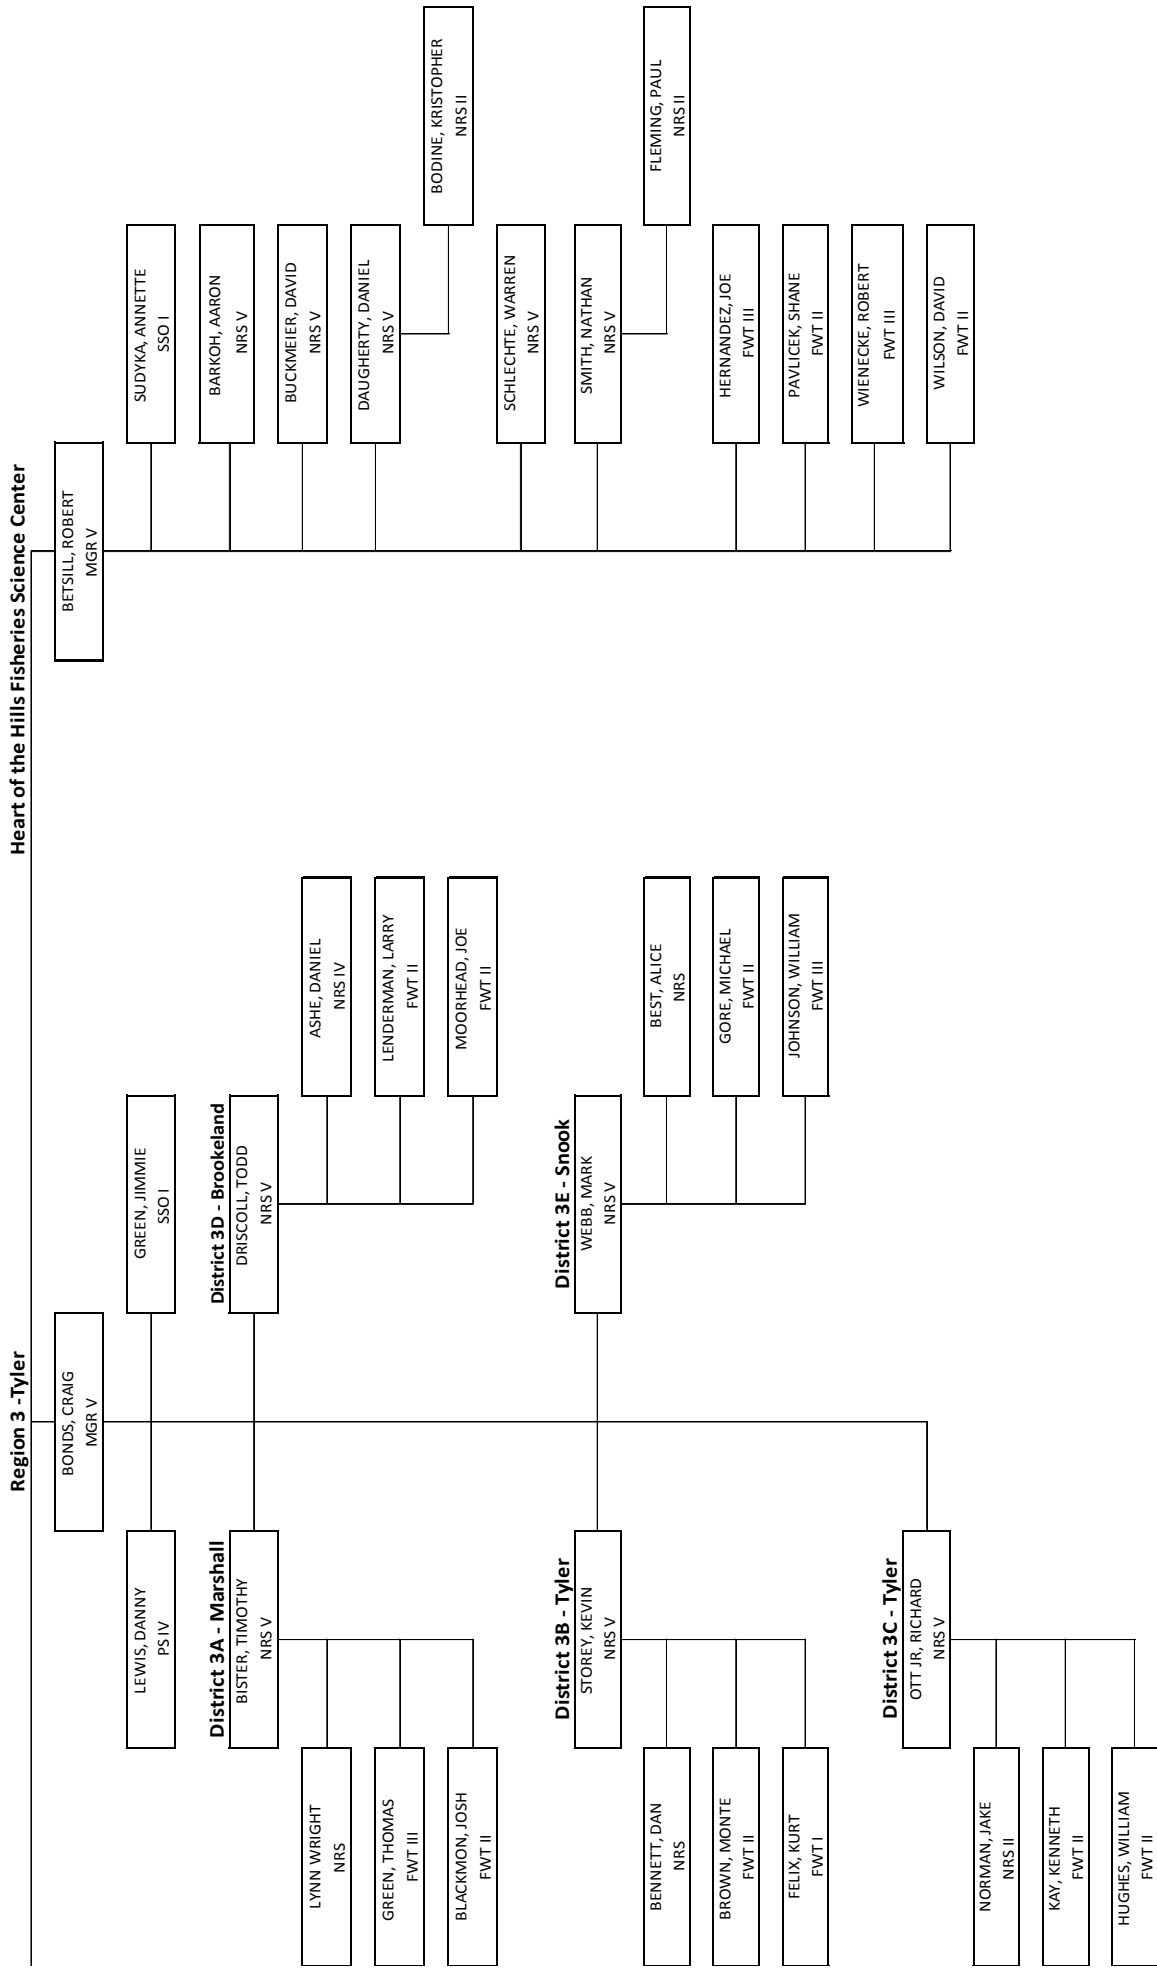 Region 3 -Tyler
BONDS, CRAIG
MGR V
LEWIS, DANNY
PS IV
GREEN, JIMMIE
SSO I
District 3A - Marshall
BISTER, TIMOTHY
NRS V
LYNN WRIGHT
NRS
GREEN, THOMAS
FWT III
BLACKMON, JOSH
FWT II
District 3D - Brookeland
DRISCOLL, TODD
NRS V
ASHE, DANIEL
NRS IV
LENDERMAN, LARRY
FWT II
MOORHEAD, JOE
FWT II
District 3B - Tyler
STOREY, KEVIN
NRS V
BENNETT, DAN
NRS
BROWN, MONTE
FWT II
FELIX, KURT
FWT I
District 3E - Snook
WEBB, MARK
NRS V
BEST, ALICE
NRS
GORE, MICHAEL
FWT II
JOHNSON, WILLIAM
FWT III
District 3C - Tyler
OTT JR, RICHARD
NRS V
NORMAN, JAKE
NRS II
KAY, KENNETH
FWT II
HUGHES, WILLIAM
FWT II
Heart of the Hills Fisheries Science Center
BETSILL, ROBERT
MGR V
SUDYKA, ANNETTE
SSO I
BARKOH, AARON
NRS V
BUCKMEIER, DAVID
NRS V
DAUGHERTY, DANIEL
NRS V
BODINE, KRISTOPHER
NRS II
SCHLECHTE, WARREN
NRS V
SMITH, NATHAN
NRS V
FLEMING, PAUL
NRS II
HERNANDEZ, JOE
FWT III
PAVLICEK, SHANE
FWT II
WIENECKE, ROBERT
FWT III
WILSON, DAVID
FWT II